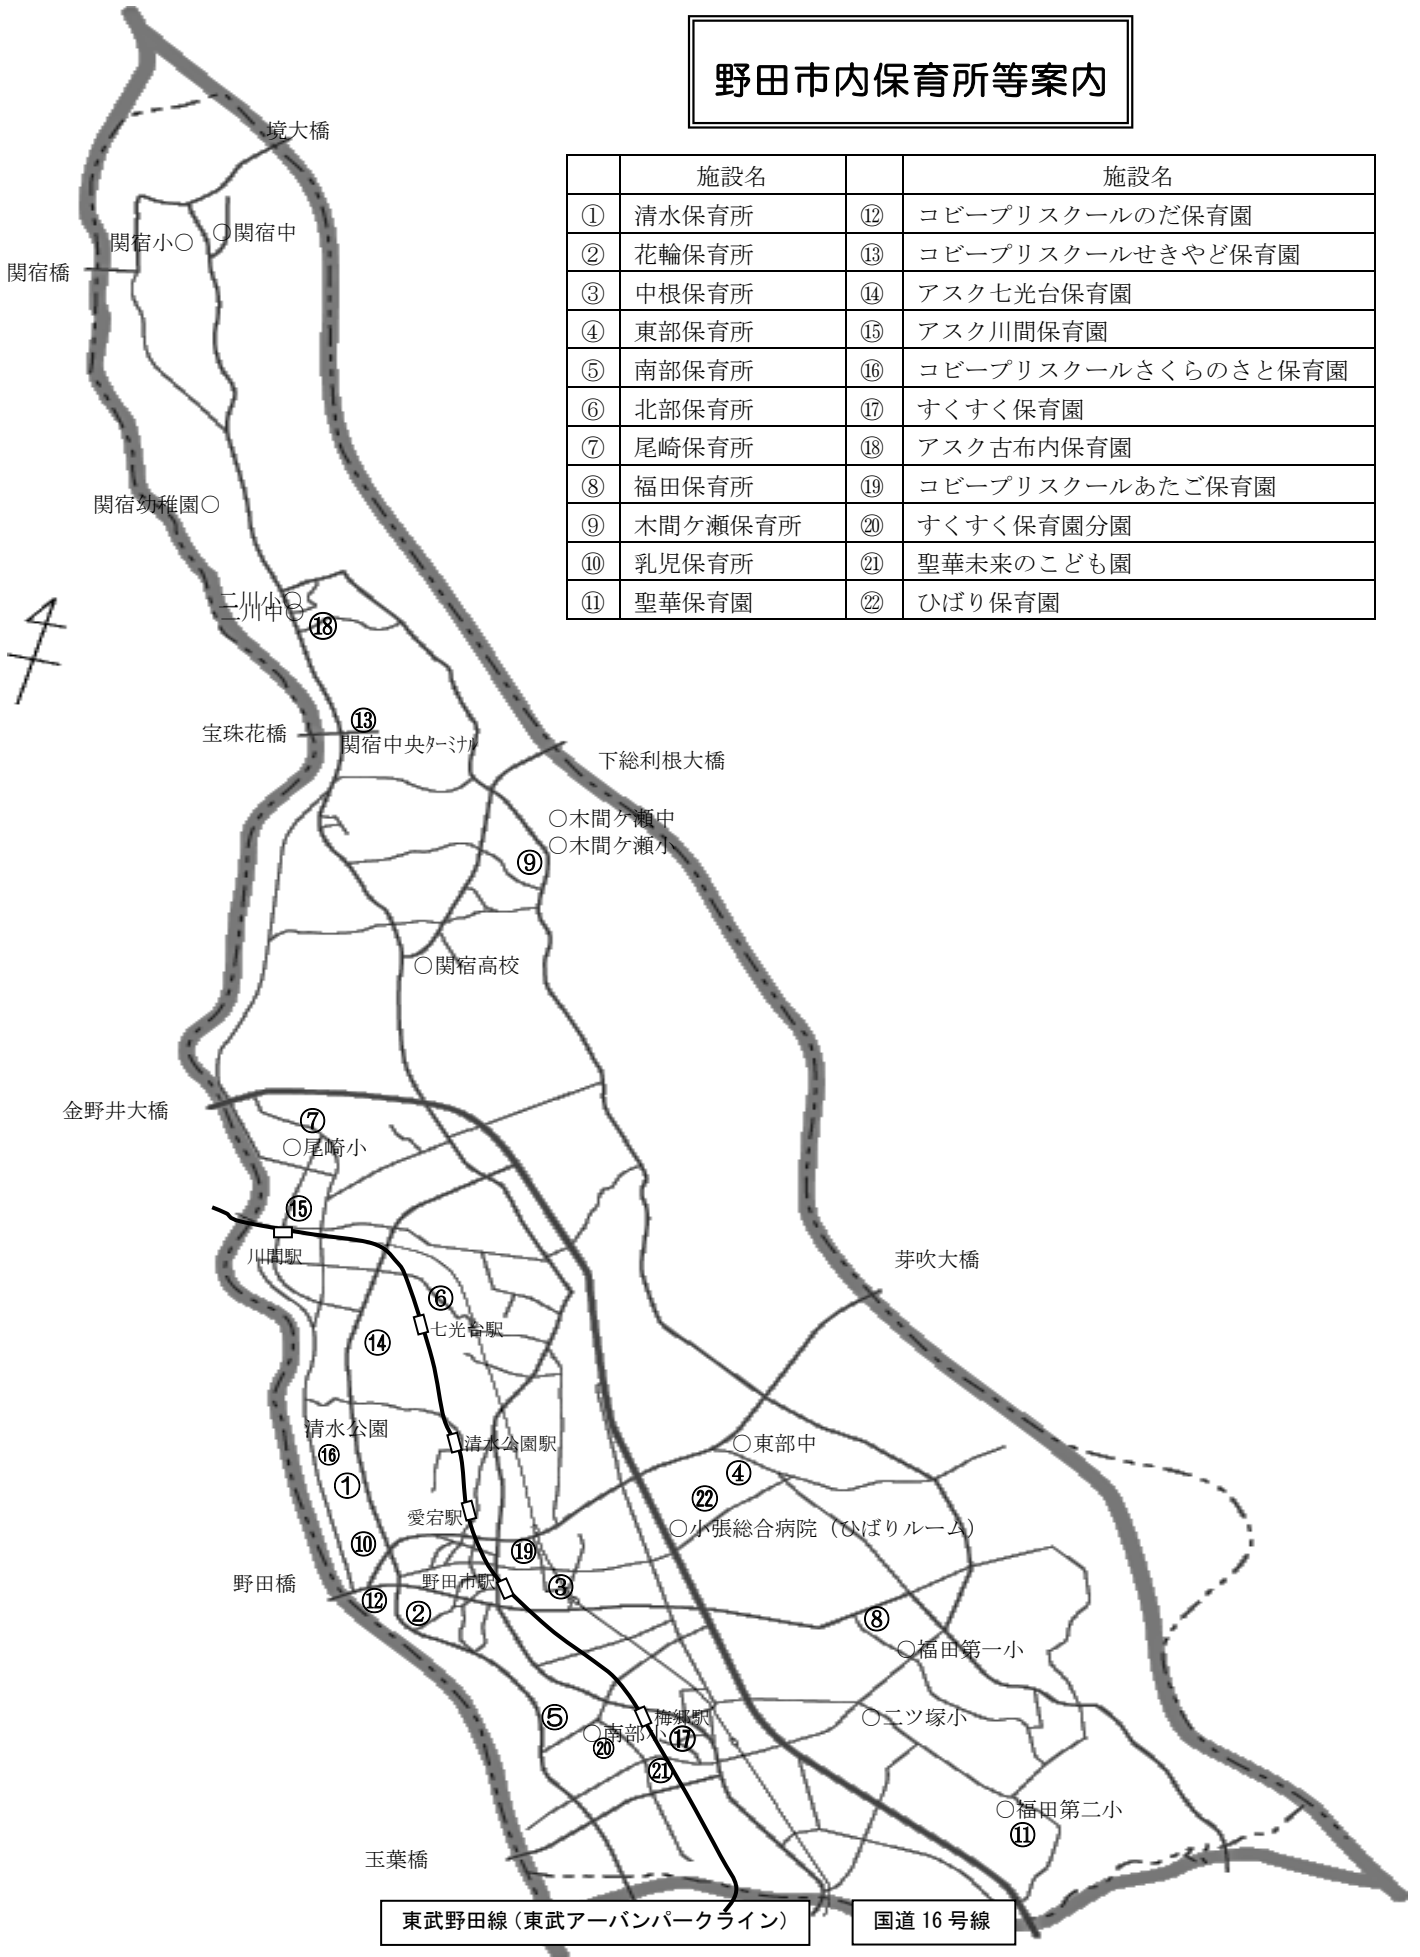 野田市内保育所等案内
施設名 施設名
① 清水保育所 ⑫ コビープリスクールのだ保育園
② 花輪保育所 ⑬ コビープリスクールせきやど保育園
③ 中根保育所 ⑭ アスク七光台保育園
④ 東部保育所 ⑮ アスク川間保育園
⑤ 南部保育所 ⑯ コビープリスクールさくらのさと保育園
⑥ 北部保育所 ⑰ すくすく保育園
⑦ 尾崎保育所 ⑱ アスク古布内保育園
⑧ 福田保育所 ⑲ コビープリスクールあたご保育園
⑨ 木間ケ瀬保育所 ⑳ すくすく保育園分園
⑩ 乳児保育所 ㉑ 聖華未来のこども園
⑪ 聖華保育園 ㉒ ひばり保育園
境大橋
関宿小○ ○関宿中
関宿橋
関宿幼稚園○
二川小○
二川中○
⑱
⑬
宝珠花橋
関宿中央ターミナル
下総利根大橋
○木間ケ瀬中
○木間ケ瀬小
⑨
○関宿高校
金野井大橋
⑦
○尾崎小
⑮
川間駅
芽吹大橋
⑥
七光台駅
⑭
清水公園
清水公園駅
○東部中
⑯
④
①
㉒
愛宕駅
○小張総合病院（ひばりルーム）
⑩
⑲
野田橋
野田市駅
③
⑫
②
⑧
○福田第一小
⑤
梅郷駅
○二ツ塚小
○南部小
⑰
⑳
㉑
○福田第二小
⑪
玉葉橋
東武野田線（東武アーバンパークライン）
国道16号線